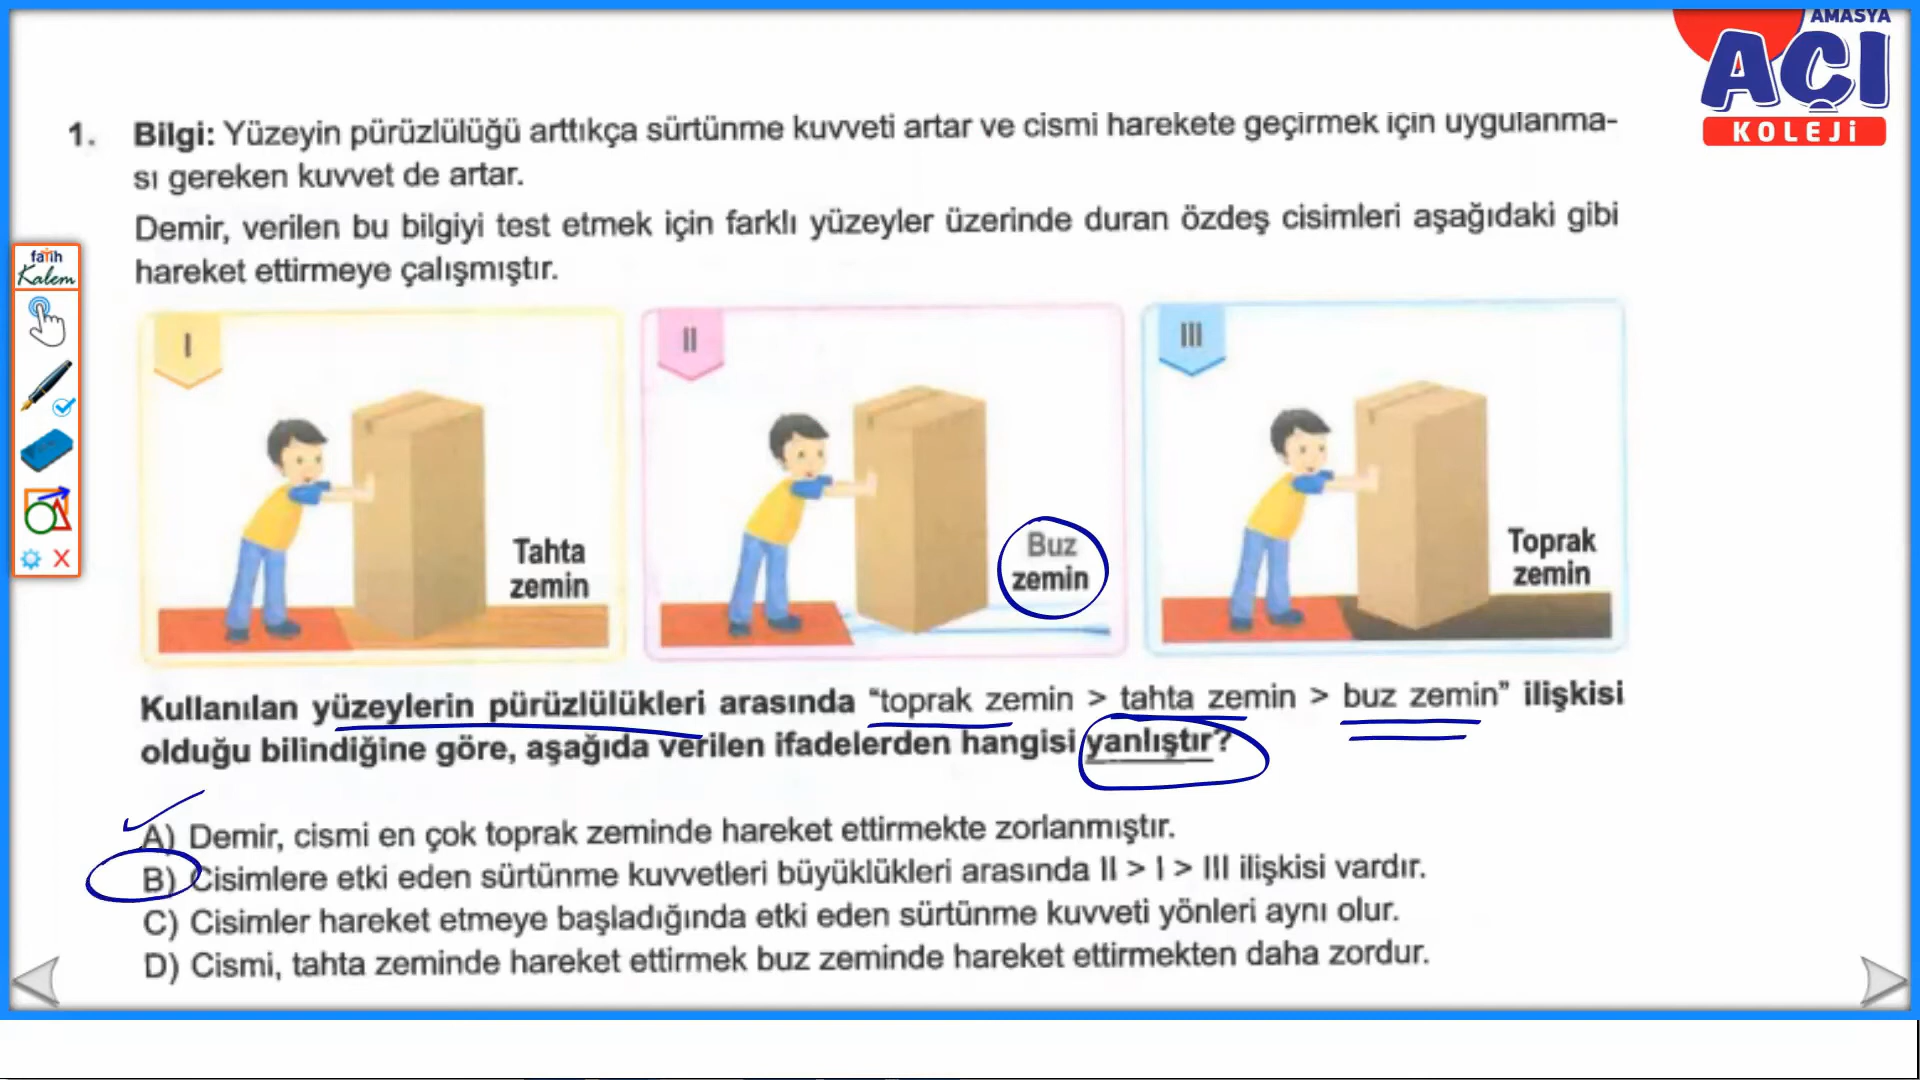 AMASYA
AÇI
KOLEJİ
1. Bilgi: Yüzeyin pürüzlülüğü arttıkça sürtünme kuvveti artar ve cismi harekete geçirmek için uygulanma-
sı gereken kuvvet de artar.
Demir, verilen bu bilgiyi test etmek için farklı yüzeyler üzerinde duran özdeş cisimleri aşağıdaki gibi
hareket ettirmeye çalışmıştır.
fatih
Kalem
I
II
III
Tahta
zemin
Buz
zemin
Toprak
zemin
Kullanılan yüzeylerin pürüzlülükleri arasında “toprak zemin > tahta zemin > buz zemin” ilişkisi
olduğu bilindiğine göre, aşağıda verilen ifadelerden hangisi yanlıştır?
A) Demir, cismi en çok toprak zeminde hareket ettirmekte zorlanmıştır.
B) Cisimlere etki eden sürtünme kuvvetleri büyüklükleri arasında II > I > III ilişkisi vardır.
C) Cisimler hareket etmeye başladığında etki eden sürtünme kuvveti yönleri aynı olur.
D) Cismi, tahta zeminde hareket ettirmek buz zeminde hareket ettirmekten daha zordur.